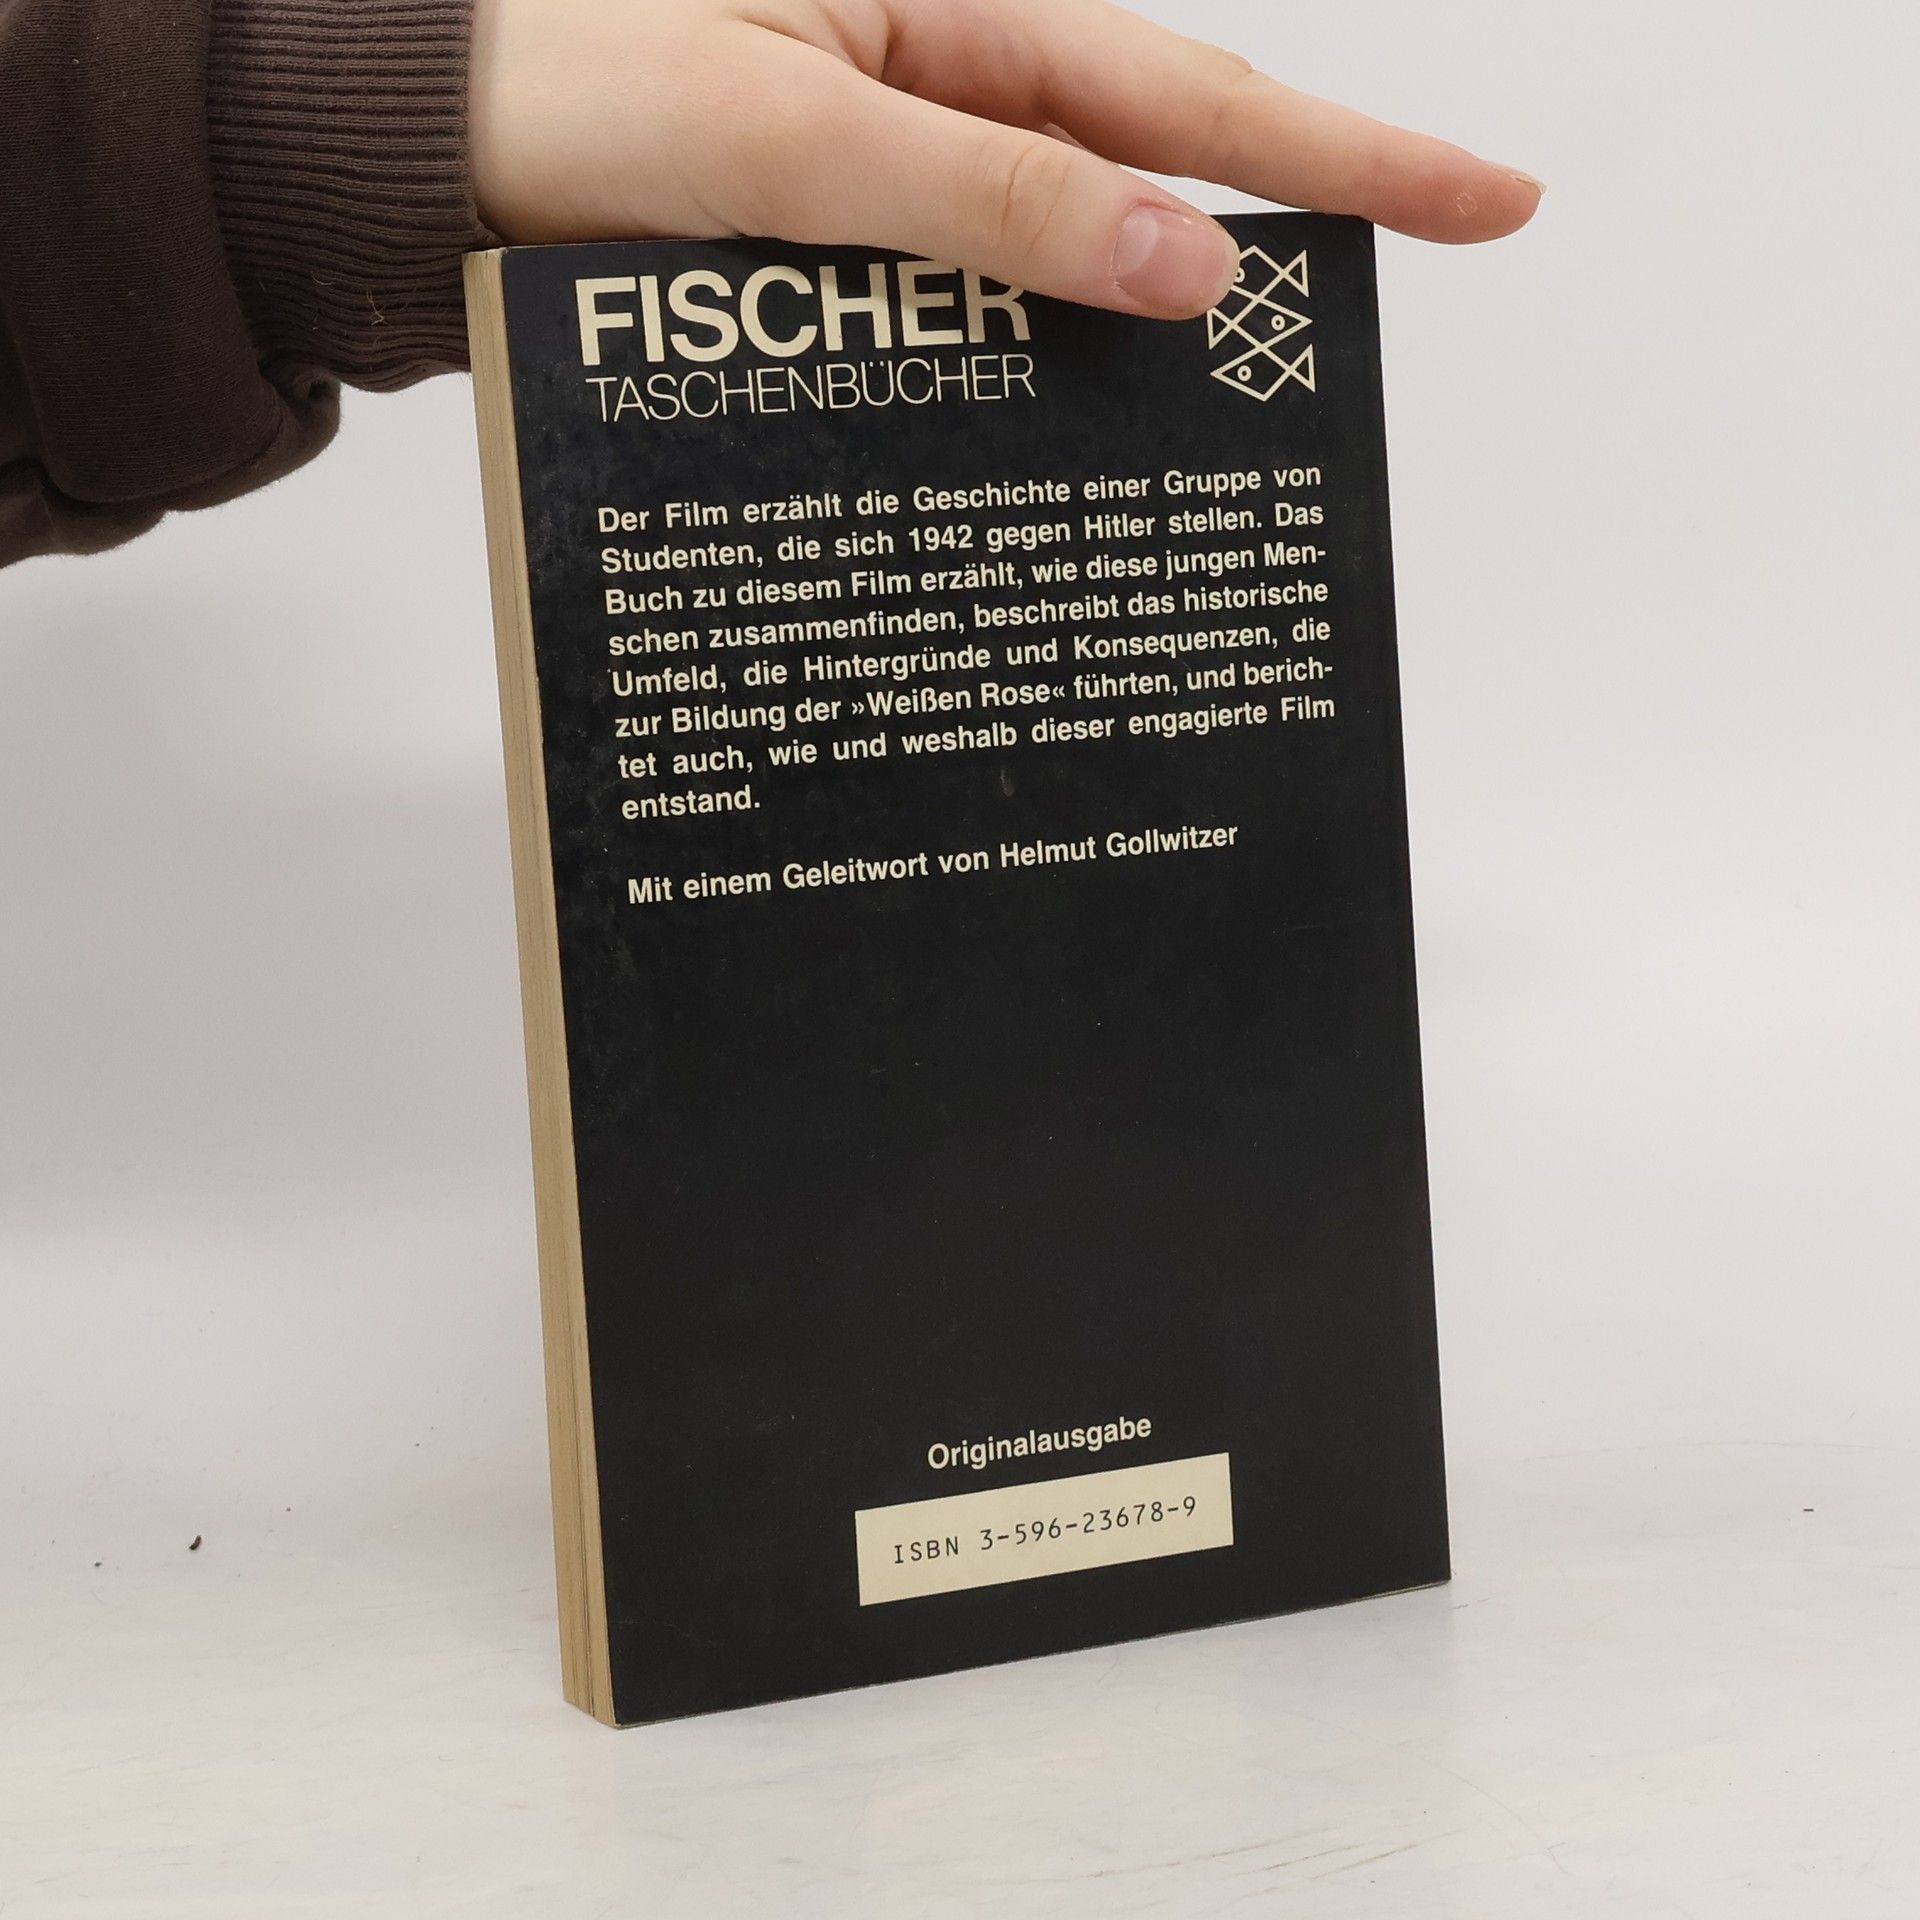 FISCHER
TASCHENBÜCHER
Der Film erzählt die Geschichte einer Gruppe von
Studenten, die sich 1942 gegen Hitler stellen. Das
Buch zu diesem Film erzählt, wie diese jungen Men-
schen zusammenfinden, beschreibt das historische
Umfeld, die Hintergründe und Konsequenzen, die
zur Bildung der »Weißen Rose« führten, und berich-
tet auch, wie und weshalb dieser engagierte Film
entstand.
Mit einem Geleitwort von Helmut Gollwitzer
Originalausgabe
ISBN 3-596-23678-9